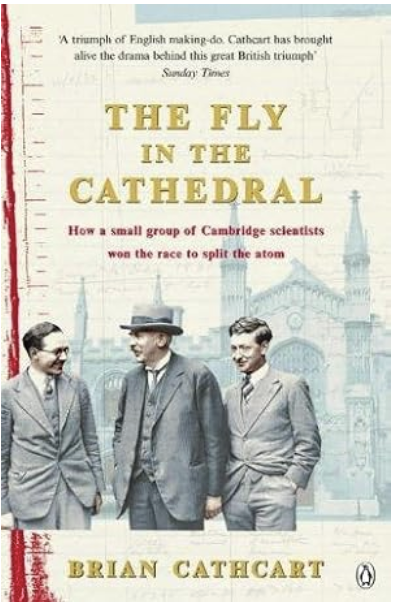 ‘A triumph of English making-do. Cathcart has brought
alive the drama behind this great British triumph’
Sunday Times
THE FLY
IN THE
CATHEDRAL
How a small group of Cambridge scientists
won the race to split the atom
BRIAN CATHCART